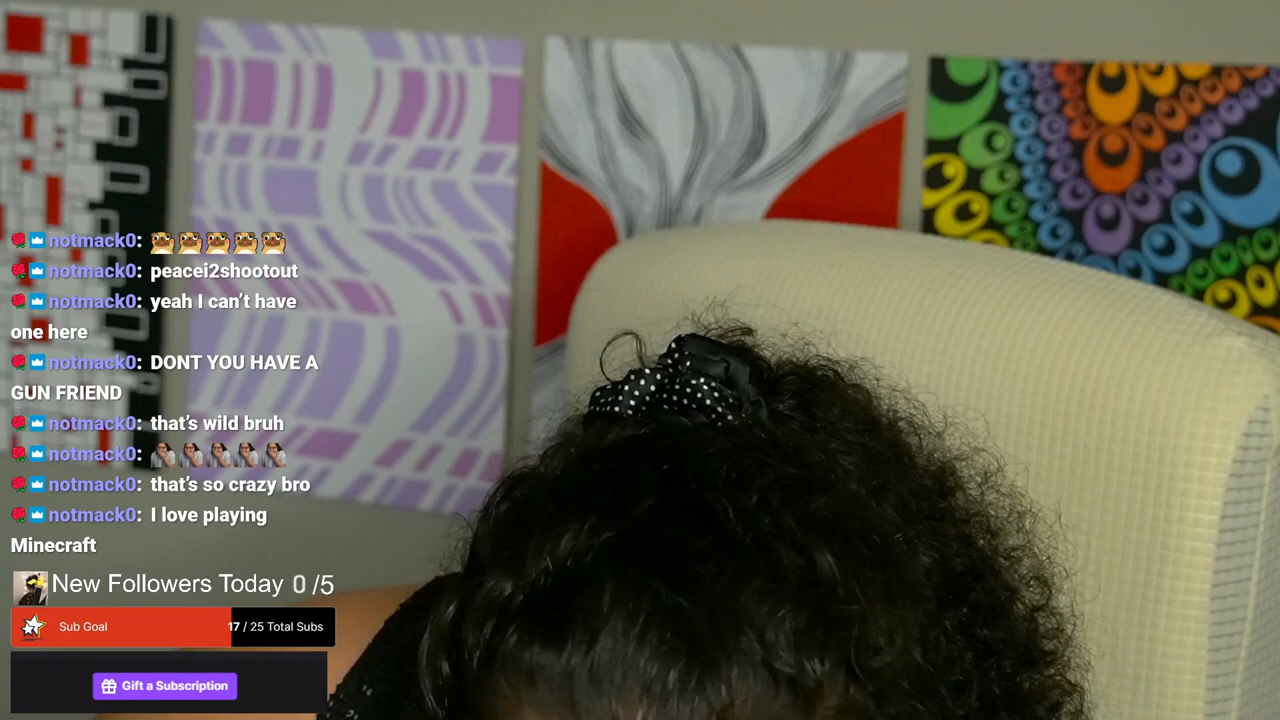 notmack0:
notmack0: peacei2shootout
notmack0: yeah I can't have
one here
notmack0: DONT YOU HAVE A
GUN FRIEND
notmack0: that's wild bruh
notmack0:
notmack0: that's so crazy bro
notmack0: I love playing
Minecraft
New Followers Today 0 /5
Sub Goal 17 / 25 Total Subs
Gift a Subscription